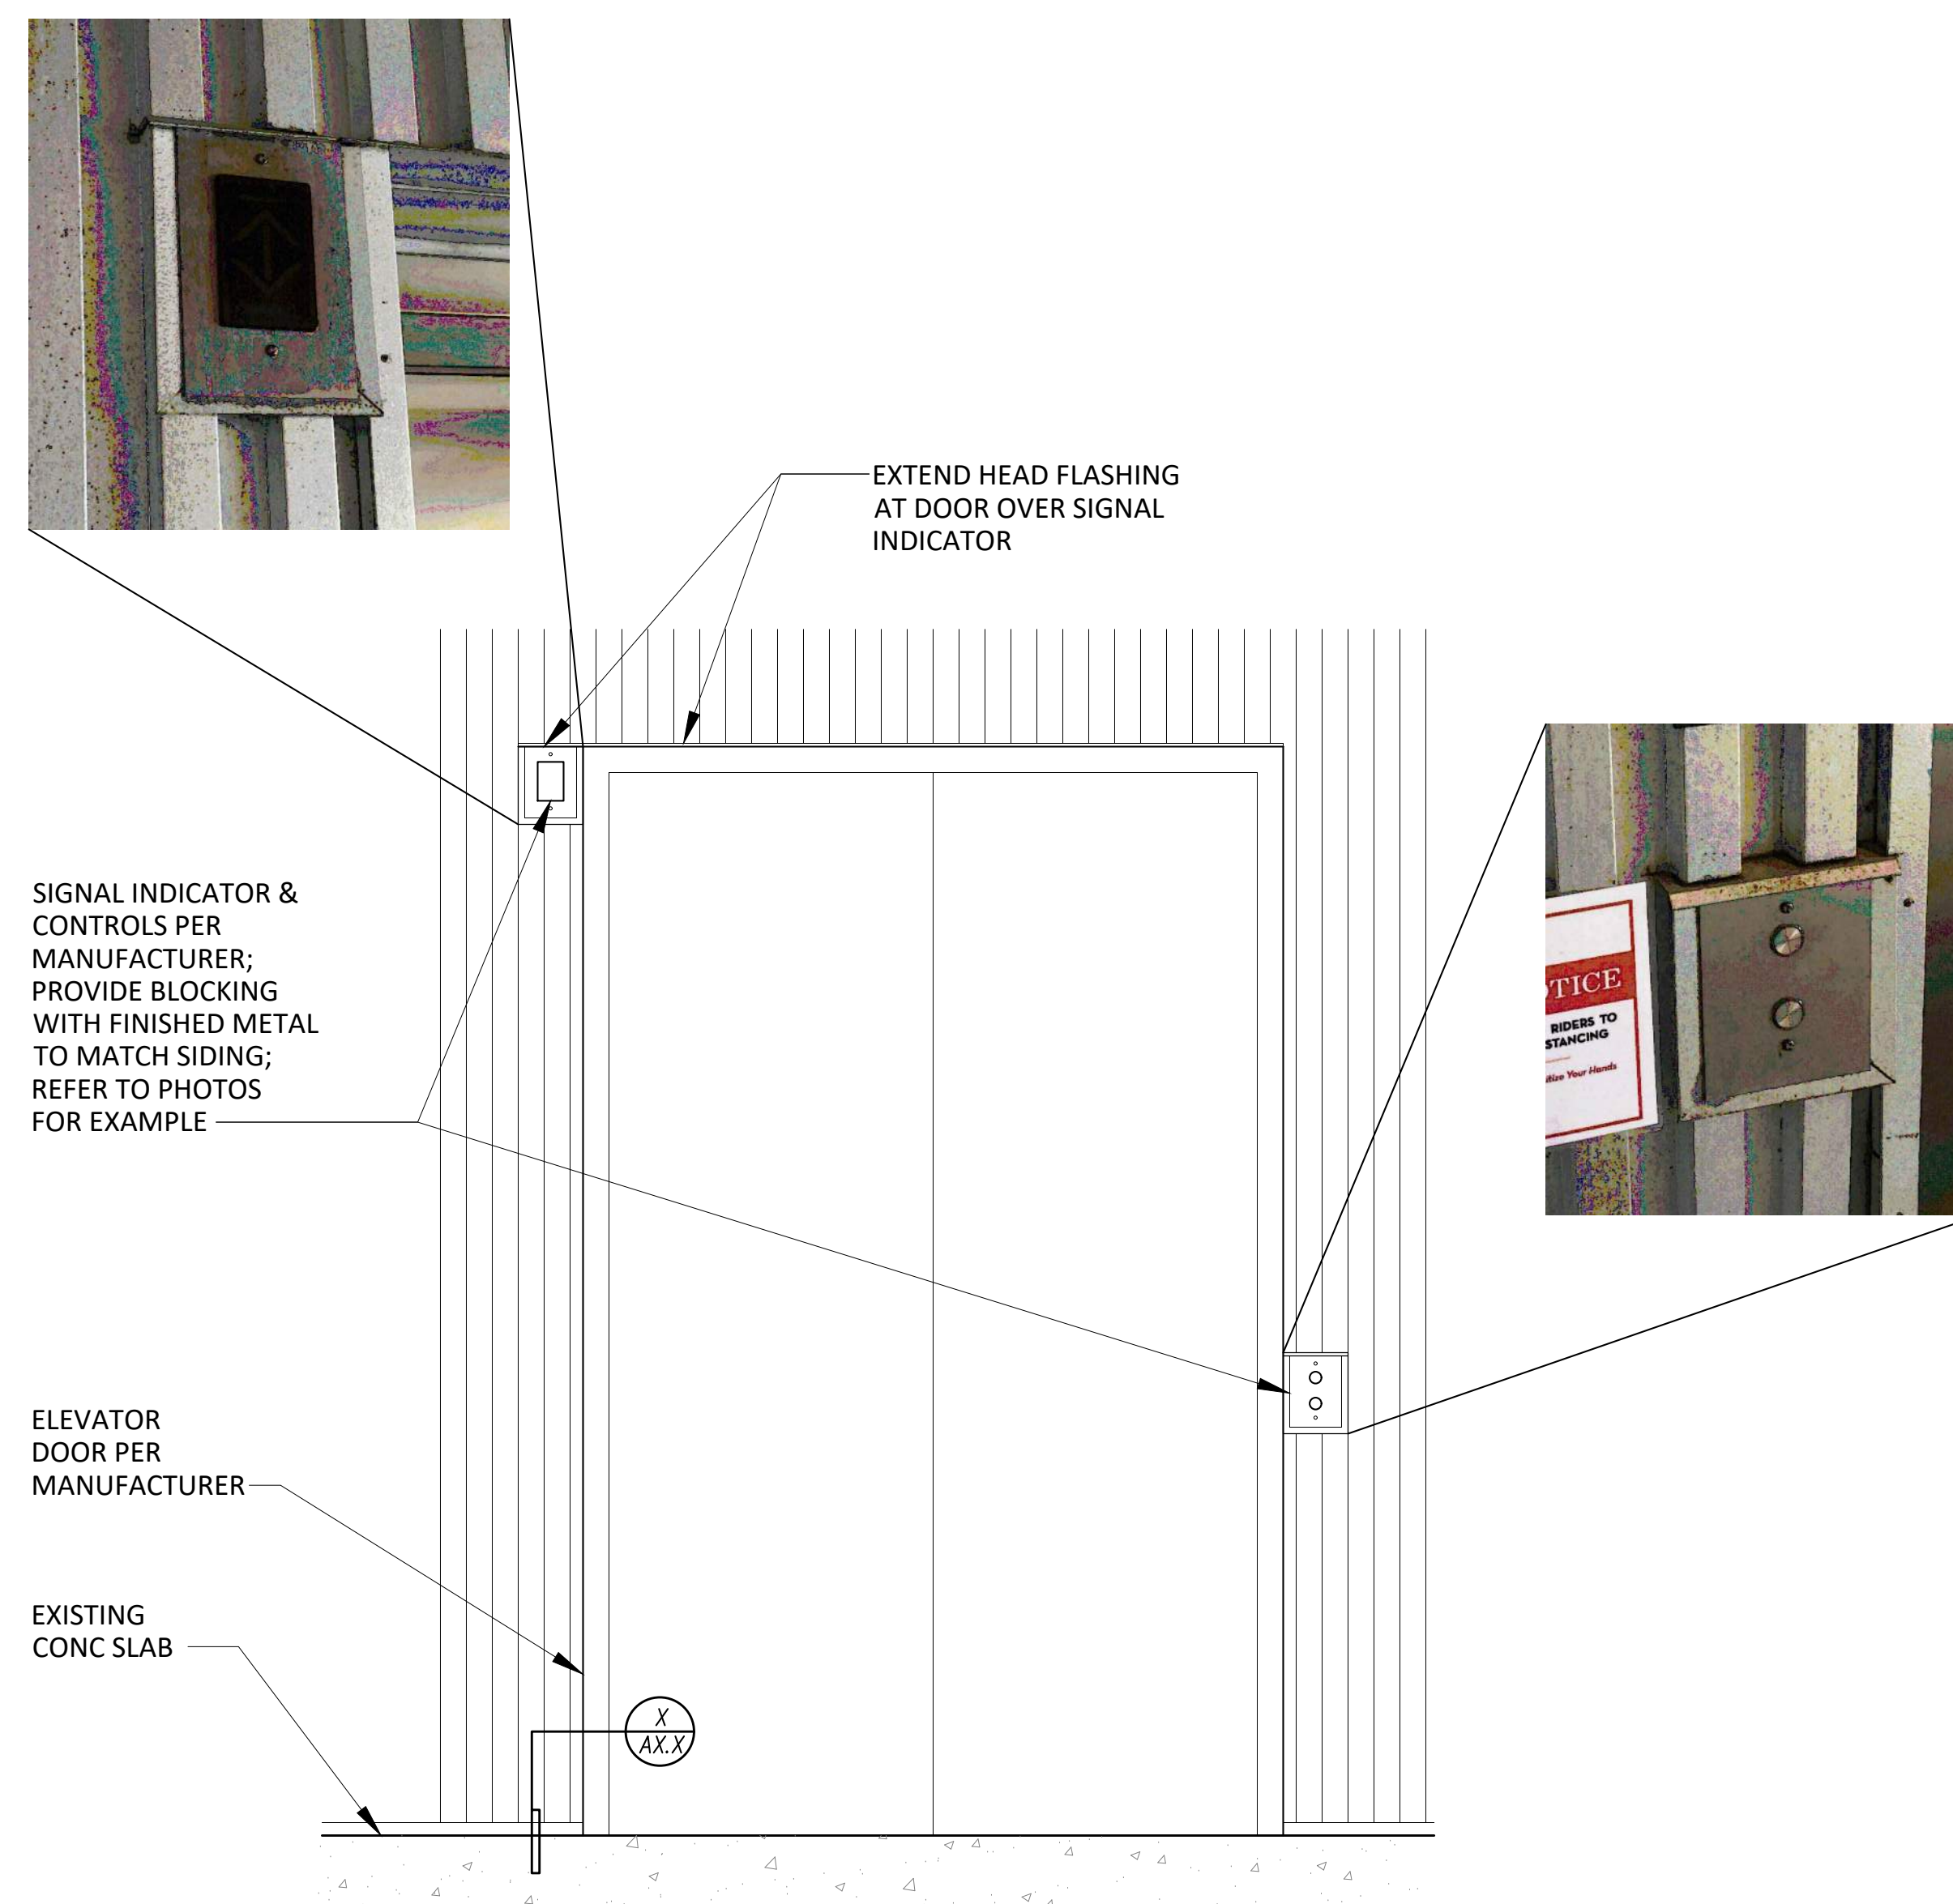 EXTEND HEAD FLASHING
AT DOOR OVER SIGNAL
INDICATOR
SIGNAL INDICATOR &
CONTROLS PER
MANUFACTURER;
PROVIDE BLOCKING
WITH FINISHED METAL
TO MATCH SIDING;
REFER TO PHOTOS
FOR EXAMPLE
TICE
RIDERS TO
STANCING
itize Your Hands
ELEVATOR
DOOR PER
MANUFACTURER
EXISTING
CONC SLAB
X
AX.X